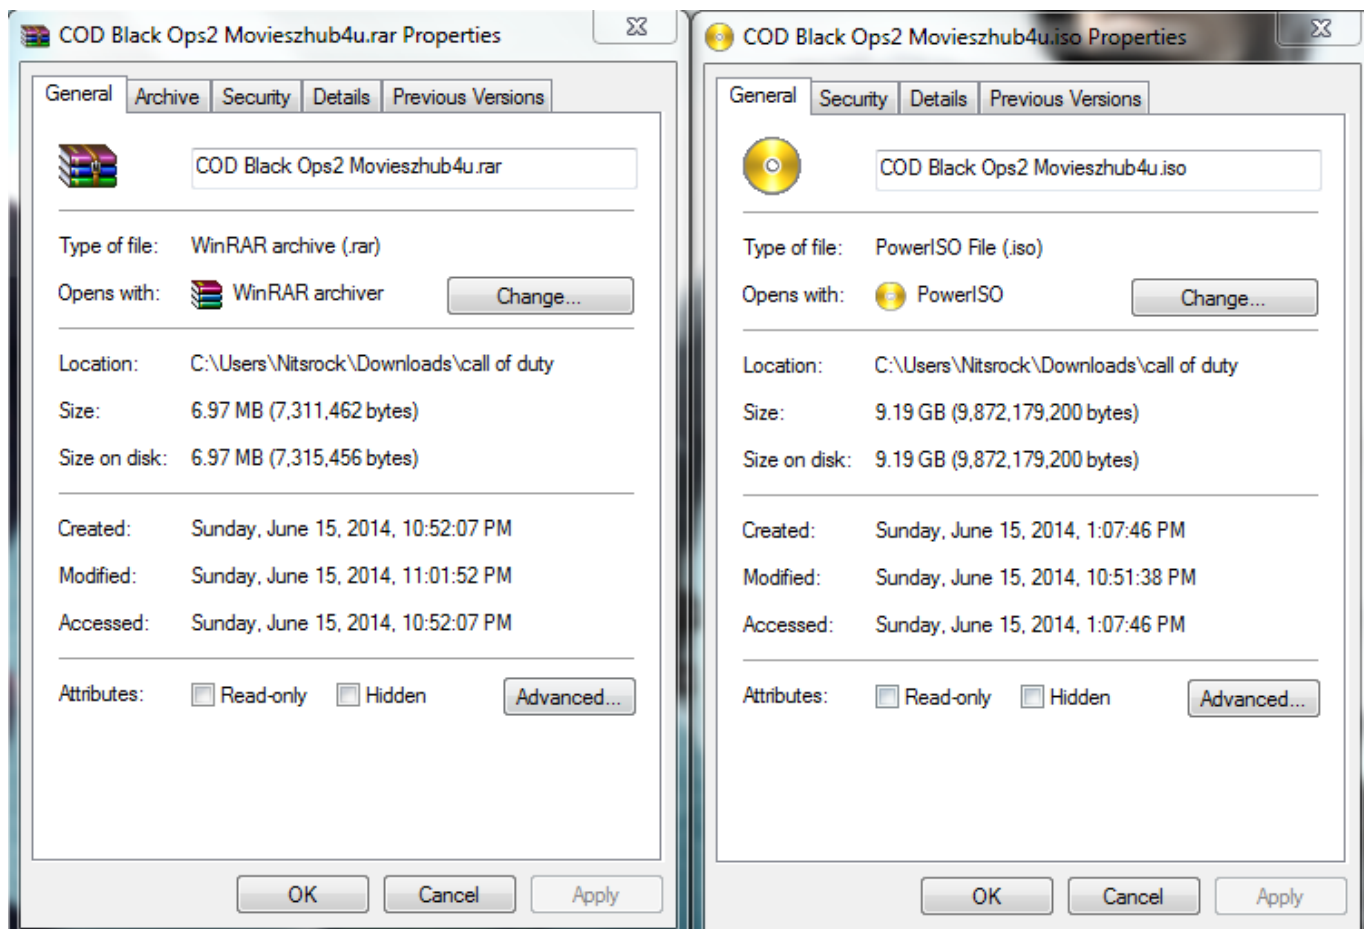 COD Black Ops2 Movieszhub4u.rar Properties
General Archive Security Details Previous Versions
COD Black Ops2 Movieszhub4u.rar
Type of file: WinRAR archive (.rar)
Opens with: WinRAR archiver Change...
Location: C:\Users\Nitsrock\Downloads\call of duty
Size: 6.97 MB (7,311,462 bytes)
Size on disk: 6.97 MB (7,315,456 bytes)
Created: Sunday, June 15, 2014, 10:52:07 PM
Modified: Sunday, June 15, 2014, 11:01:52 PM
Accessed: Sunday, June 15, 2014, 10:52:07 PM
Attributes: Read-only Hidden Advanced...
OK Cancel Apply
COD Black Ops2 Movieszhub4u.iso Properties
General Security Details Previous Versions
COD Black Ops2 Movieszhub4u.iso
Type of file: PowerISO File (.iso)
Opens with: PowerISO Change...
Location: C:\Users\Nitsrock\Downloads\call of duty
Size: 9.19 GB (9,872,179,200 bytes)
Size on disk: 9.19 GB (9,872,179,200 bytes)
Created: Sunday, June 15, 2014, 1:07:46 PM
Modified: Sunday, June 15, 2014, 10:51:38 PM
Accessed: Sunday, June 15, 2014, 1:07:46 PM
Attributes: Read-only Hidden Advanced...
OK Cancel Apply